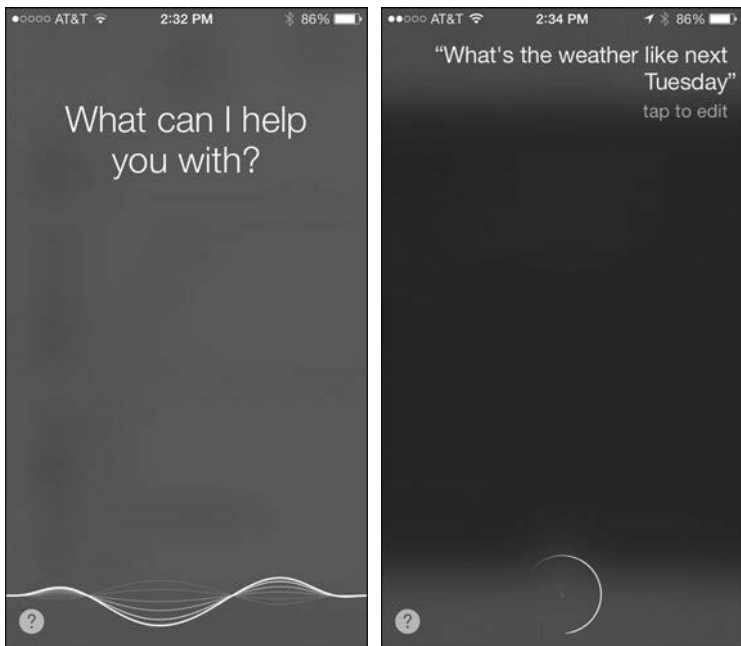 AT&T 2:32 PM 86%
What can I help
you with?
?
AT&T 2:34 PM 86%
“What's the weather like next
Tuesday”
tap to edit
?